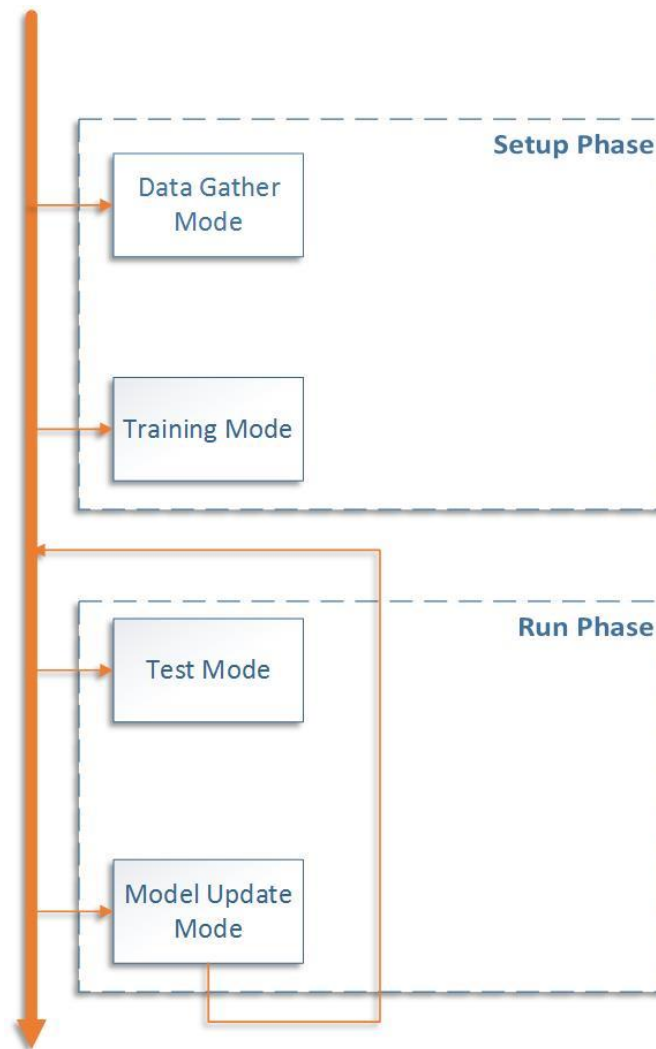 Setup Phase
Data Gather
Mode
Training Mode
Run Phase
Test Mode
Model Update
Mode